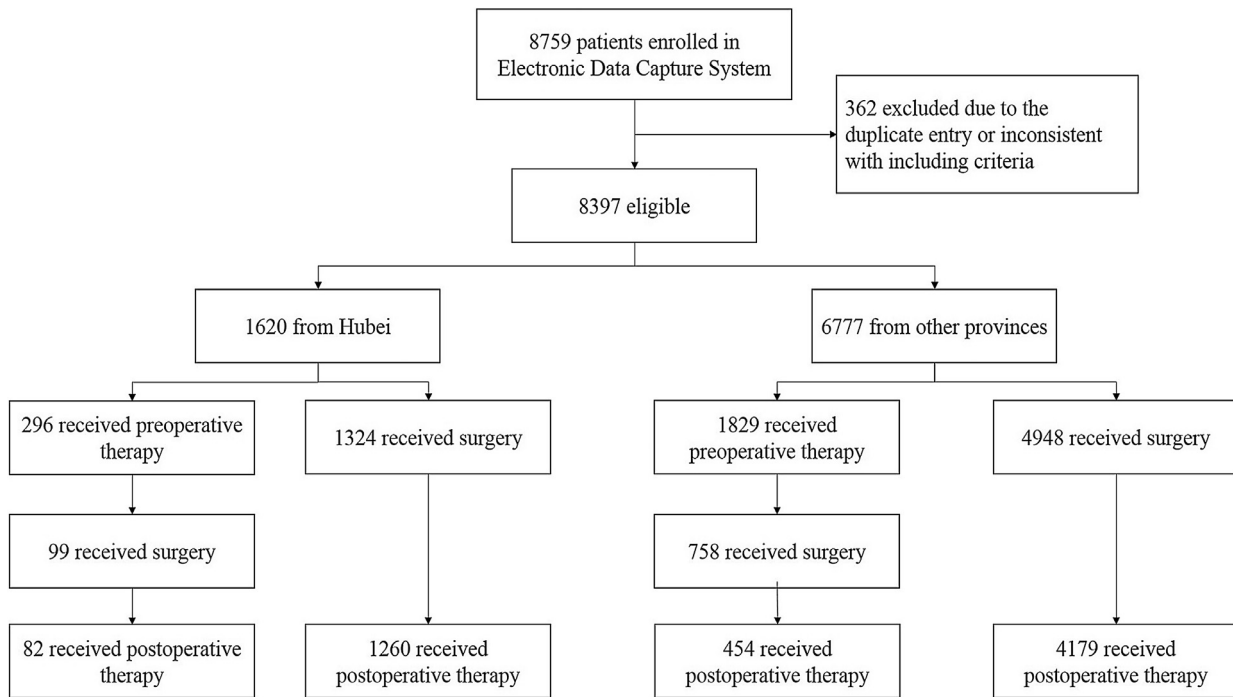 8759 patients enrolled in
Electronic Data Capture System
362 excluded due to the
duplicate entry or inconsistent
with including criteria
8397 eligible
1620 from Hubei
6777 from other provinces
296 received preoperative
therapy
1324 received surgery
1829 received
preoperative therapy
4948 received surgery
99 received surgery
758 received surgery
82 received postoperative
therapy
1260 received
postoperative therapy
454 received
postoperative therapy
4179 received
postoperative therapy